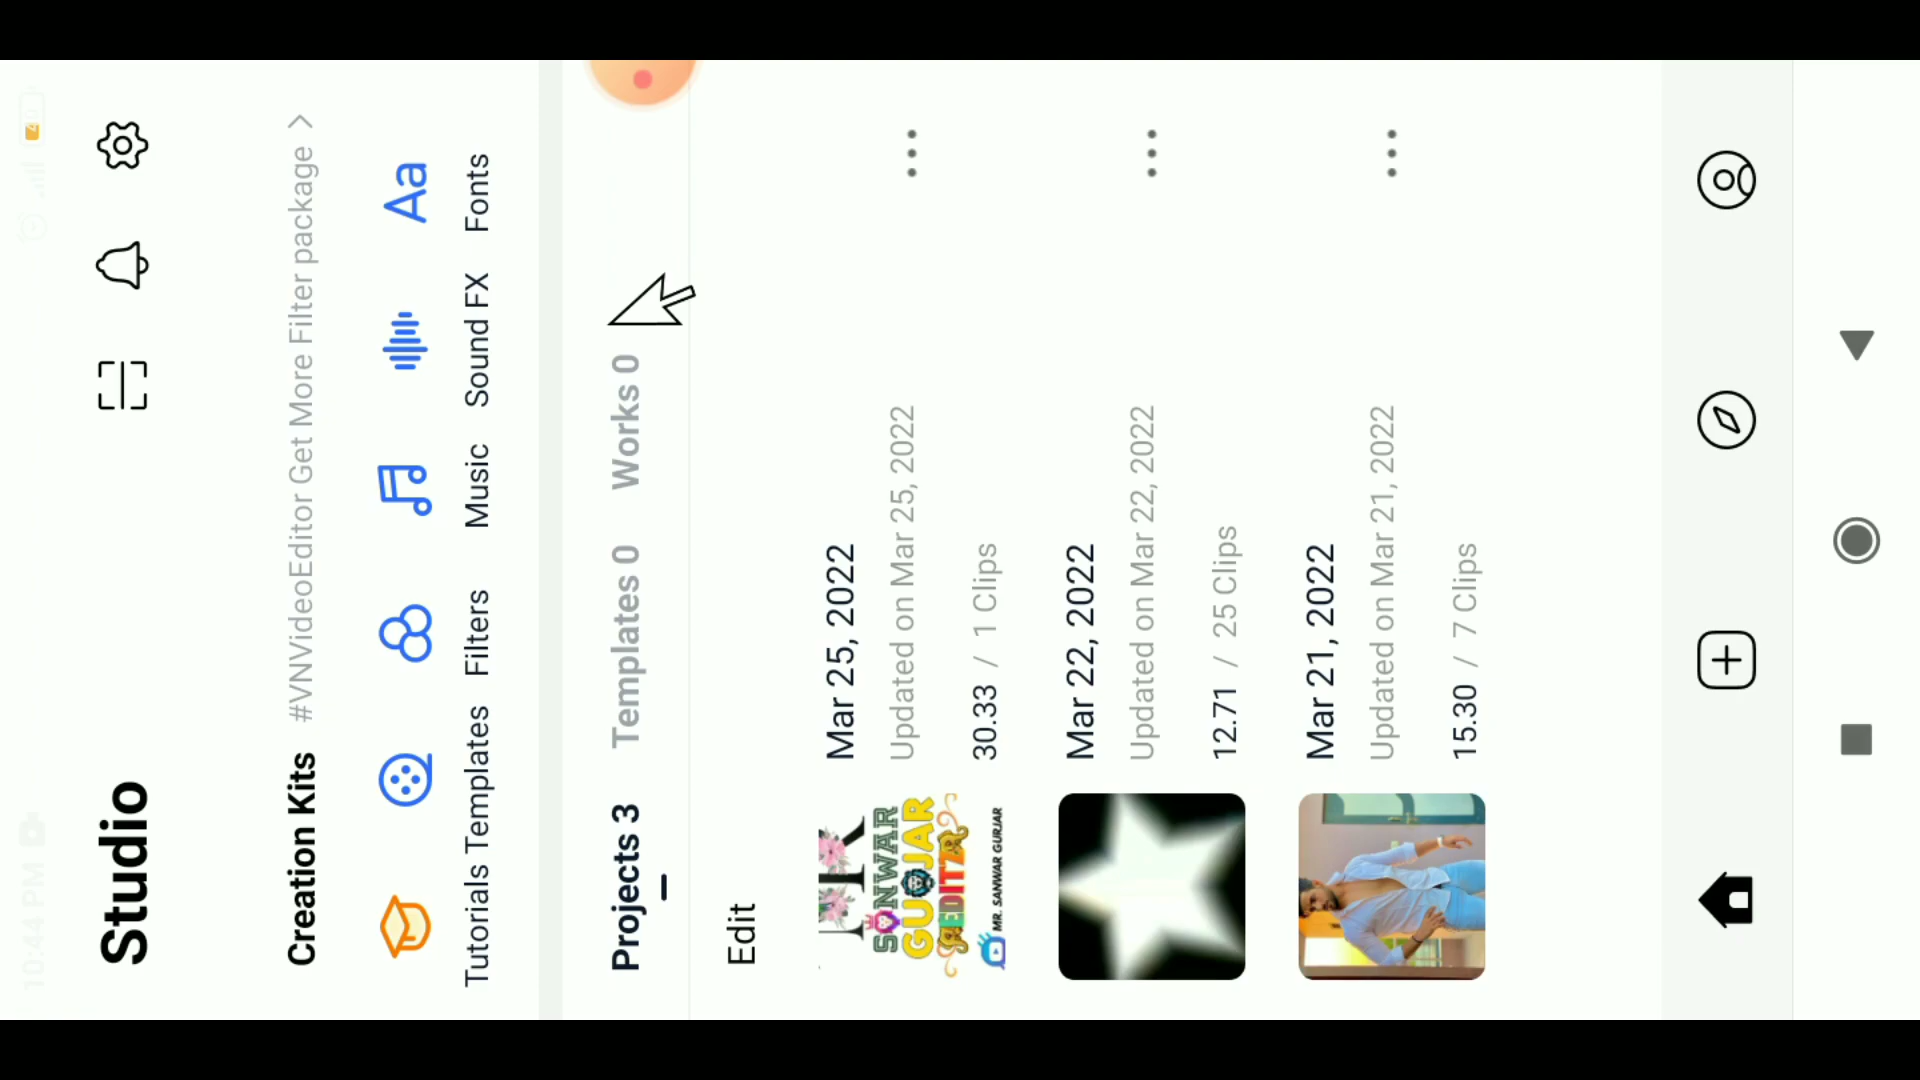 10:44 PM
Studio
Creation Kits #VNVideoEditor Get More Filter package >
Tutorials Templates Filters Music Sound FX Fonts
Aa
Projects 3 Templates 0 Works 0
Edit
Mar 25, 2022
Updated on Mar 25, 2022
30.33 / 1 Clips
SANWAR
GUJAR
EDITZ
MR. SANWAR GURJAR
Mar 22, 2022
Updated on Mar 22, 2022
12.71 / 25 Clips
Mar 21, 2022
Updated on Mar 21, 2022
15.30 / 7 Clips